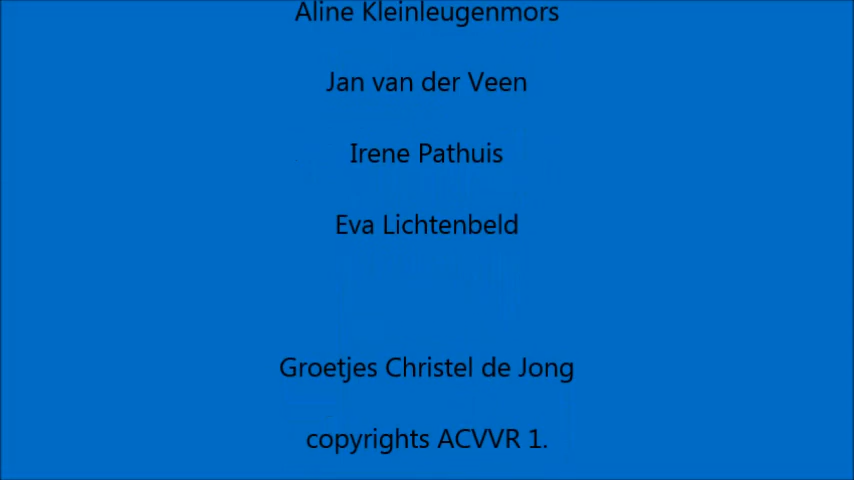 Aline Kleinleugenmors
Jan van der Veen
Irene Pathuis
Eva Lichtenbeld
Groetjes Christel de Jong
copyrights ACVVR 1.